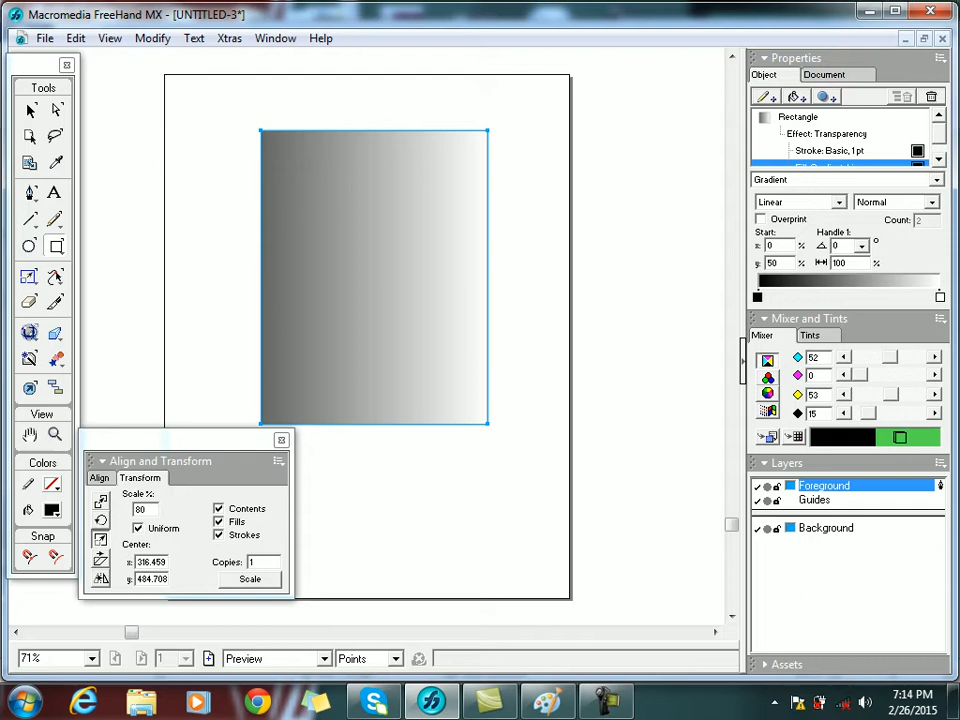 Macromedia FreeHand MX - [UNTITLED-3*]
File Edit View Modify Text Xtras Window Help
Tools
View
Colors
Snap
Align and Transform
Align Transform
Scale %:
80
Uniform
Contents
Fills
Strokes
Center:
x: 316.459
y: 484.708
Copies: 1
Scale
71%
1
Preview
Points
Properties
Object Document
Rectangle
Effect: Transparency
Stroke: Basic, 1pt
Gradient
Linear Normal
Overprint Count: 2
Start: Handle 1:
x: 0 % 0 °
y: 50 % 100 %
Mixer and Tints
Mixer Tints
52
0
53
15
Layers
Foreground
Guides
Background
Assets
7:14 PM
2/26/2015